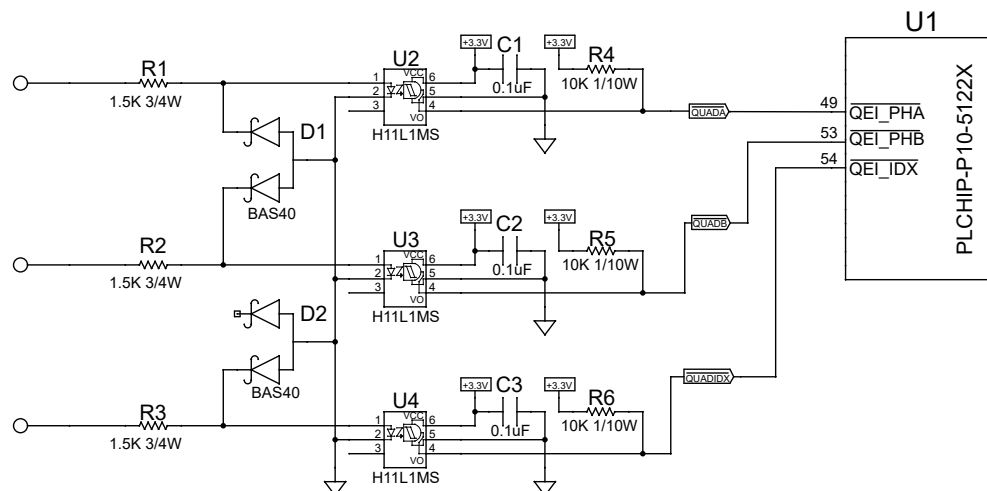 U1
PLCHIP-P10-5122X
49 QEI_PHA
53 QEI_PHB
54 QEI_IDX
R1
1.5K 3/4W
D1
BAS40
U2
1
2
3
VCC
6
5
4
VO
H11L1MS
+3.3V
C1
0.1uF
+3.3V
R4
10K 1/10W
QUADA
R2
1.5K 3/4W
D2
BAS40
U3
1
2
3
VCC
6
5
4
VO
H11L1MS
+3.3V
C2
0.1uF
+3.3V
R5
10K 1/10W
QUADB
R3
1.5K 3/4W
U4
1
2
3
VCC
6
5
4
VO
H11L1MS
+3.3V
C3
0.1uF
+3.3V
R6
10K 1/10W
QUADIDX